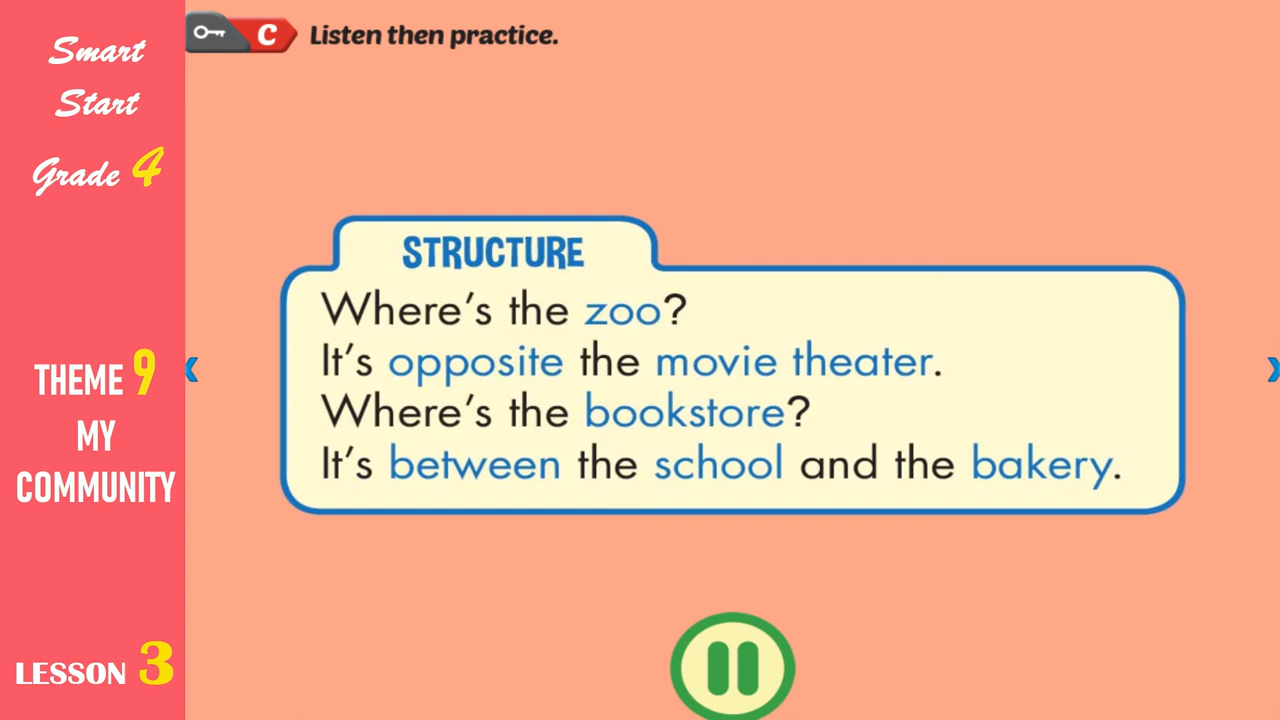 Smart
Start
Grade 4
THEME 9
MY
COMMUNITY
LESSON 3
C Listen then practice.
STRUCTURE
Where's the zoo?
It's opposite the movie theater.
Where's the bookstore?
It's between the school and the bakery.